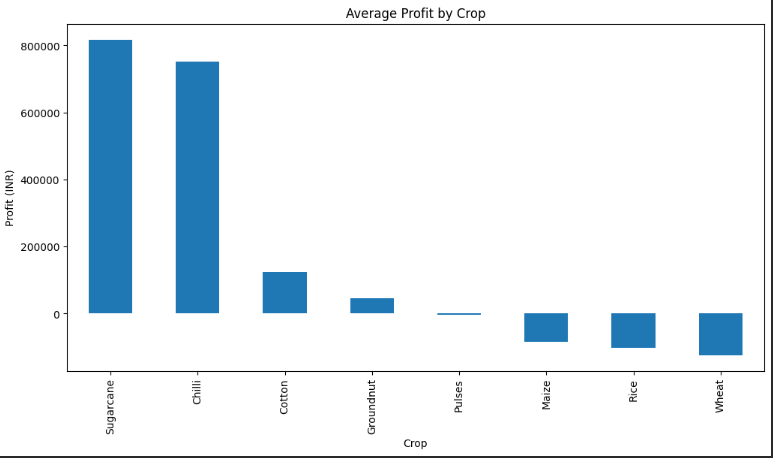 Average Profit by Crop
800000
600000
400000
200000
0
Profit (INR)
Sugarcane
Chilli
Cotton
Groundnut
Pulses
Maize
Rice
Wheat
Crop